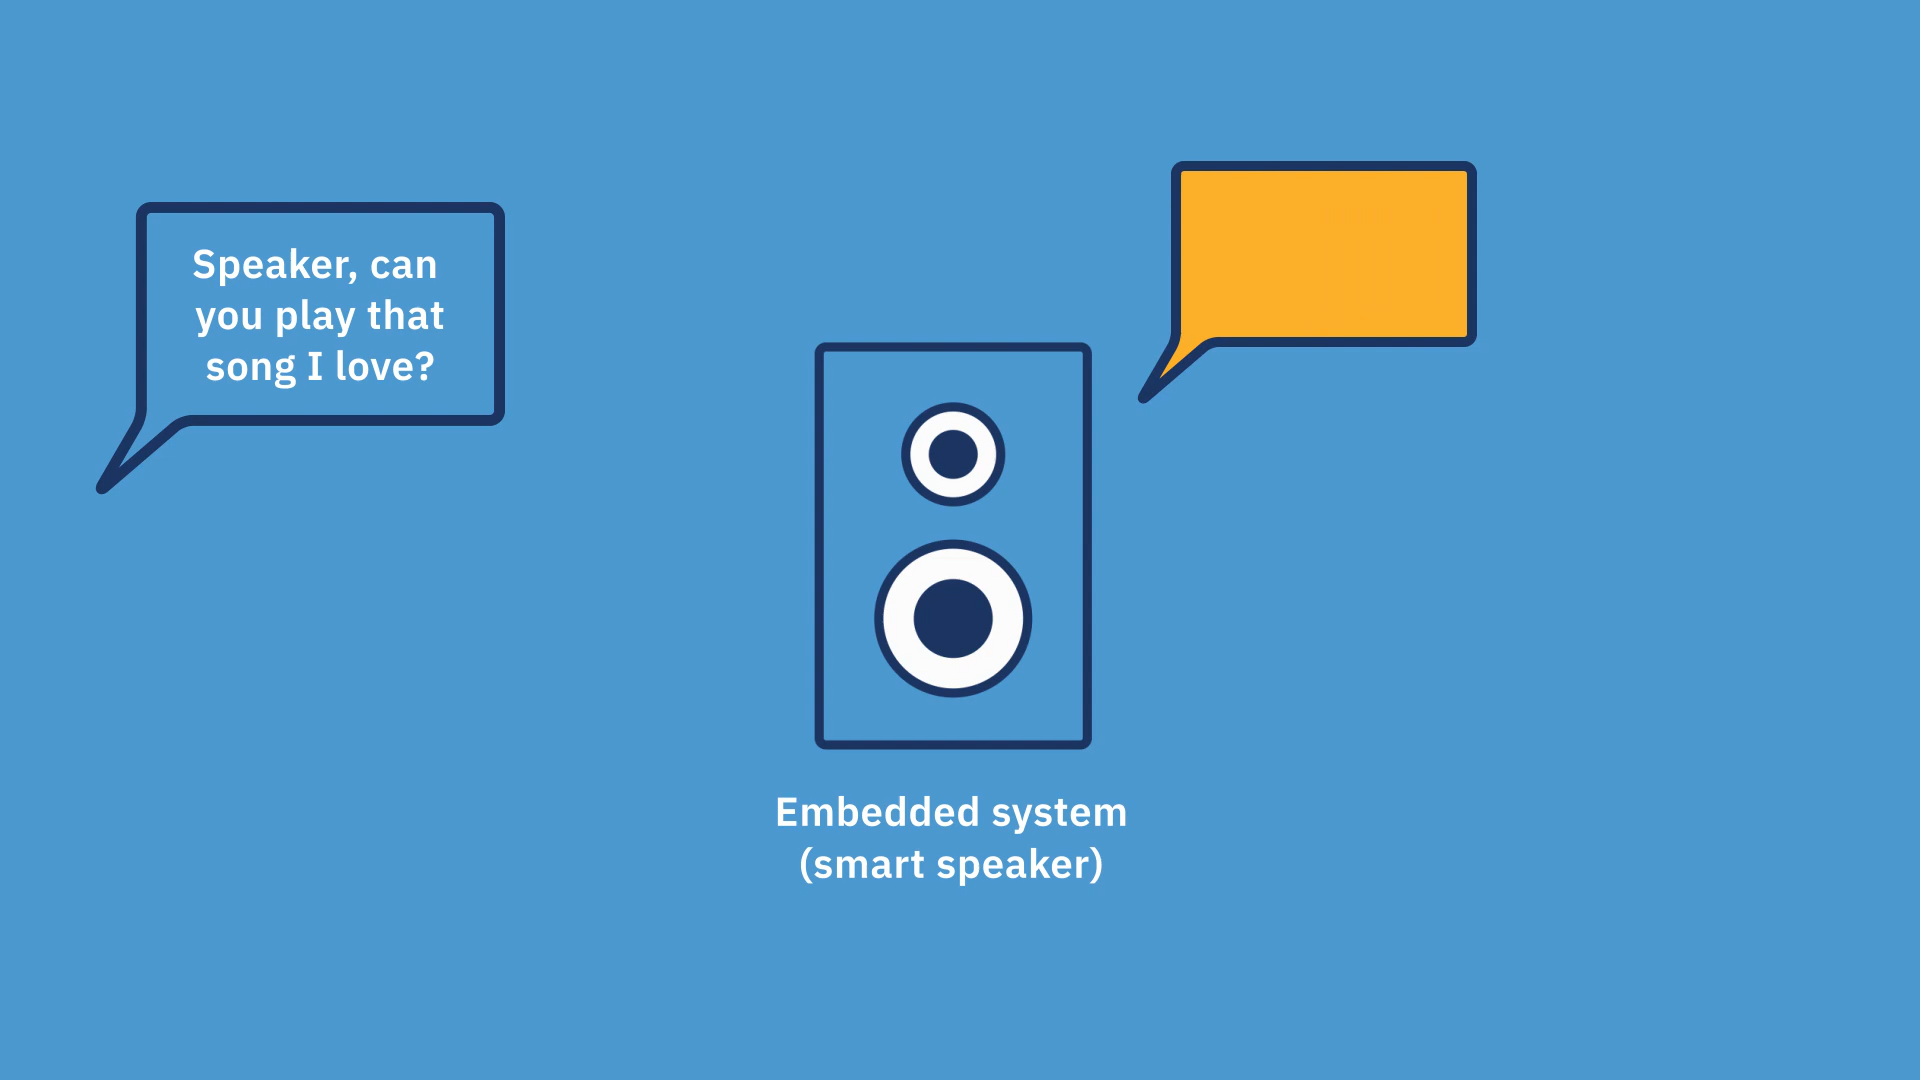 Speaker, can
you play that
song I love?
Embedded system
(smart speaker)